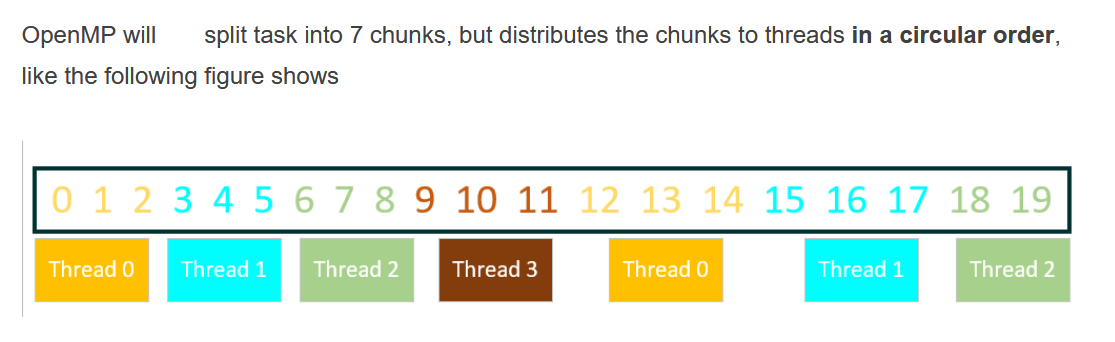 OpenMP will split task into 7 chunks, but distributes the chunks to threads in a circular order,
like the following figure shows
0 1 2 3 4 5 6 7 8 9 10 11 12 13 14 15 16 17 18 19
Thread 0 Thread 1 Thread 2 Thread 3 Thread 0 Thread 1 Thread 2